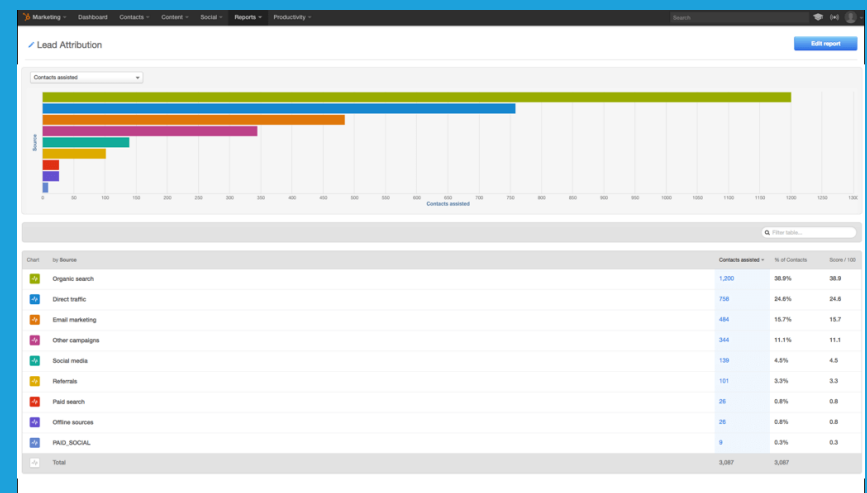 Marketing Dashboard Contacts Content Social Reports Productivity Search
Lead Attribution Edit report
Contacts assisted
Source
0 50 100 150 200 250 300 350 400 450 500 550 600 650 700 750 800 850 900 950 1000 1050 1100 1150 1200 1250 1300
Contacts assisted
Filter table...
Chart by Source Contacts assisted % of Contacts Score / 100
Organic search 1,200 38.9% 38.9
Direct traffic 758 24.6% 24.6
Email marketing 484 15.7% 15.7
Other campaigns 344 11.1% 11.1
Social media 139 4.5% 4.5
Referrals 101 3.3% 3.3
Paid search 26 0.8% 0.8
Offline sources 26 0.8% 0.8
PAID_SOCIAL 9 0.3% 0.3
Total 3,087 3,087